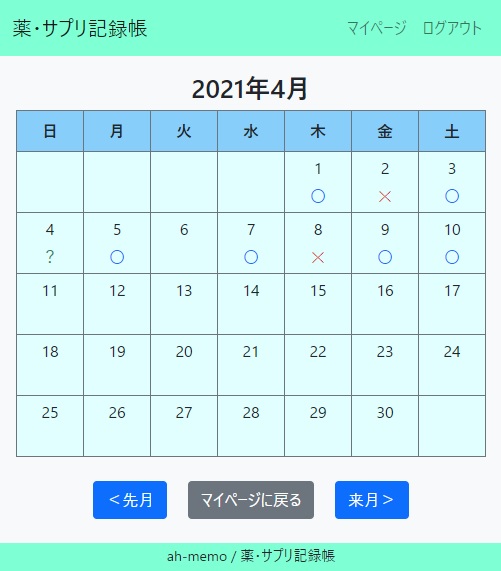 薬・サプリ記録帳 マイページ ログアウト
2021年4月
日 月 火 水 木 金 土
1 2 3
○ × ○
4 5 6 7 8 9 10
? ○ ○ × ○ ○
11 12 13 14 15 16 17
18 19 20 21 22 23 24
25 26 27 28 29 30
＜先月 マイページに戻る 来月＞
ah-memo / 薬・サプリ記録帳